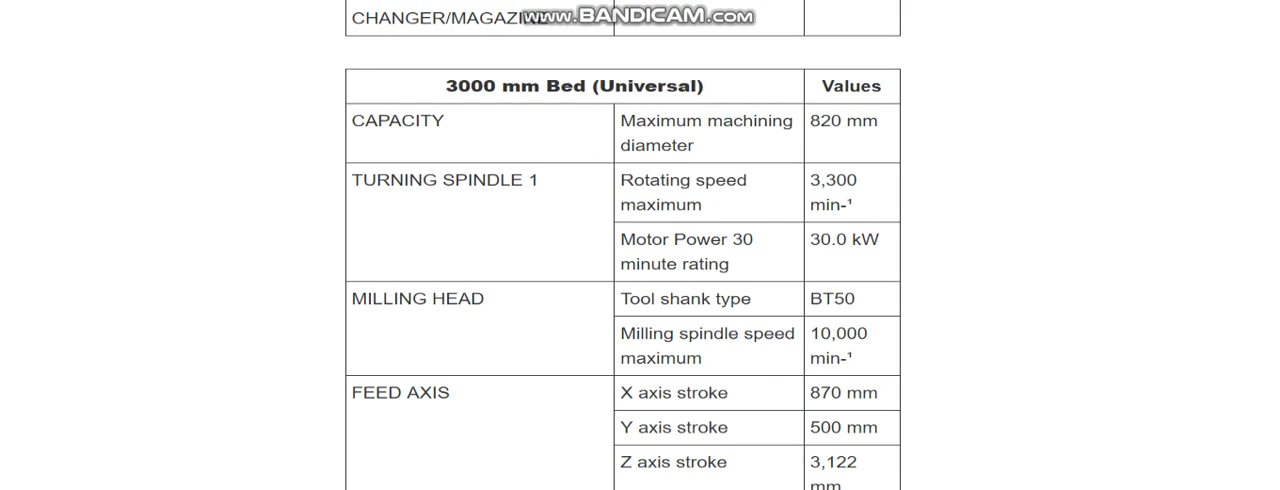 CHANGER/MAGAZINE
www.BANDICAM.com
3000 mm Bed (Universal) Values
CAPACITY Maximum machining diameter 820 mm
TURNING SPINDLE 1 Rotating speed maximum 3,300 min-¹
Motor Power 30 minute rating 30.0 kW
MILLING HEAD Tool shank type BT50
Milling spindle speed maximum 10,000 min-¹
FEED AXIS X axis stroke 870 mm
Y axis stroke 500 mm
Z axis stroke 3,122 mm